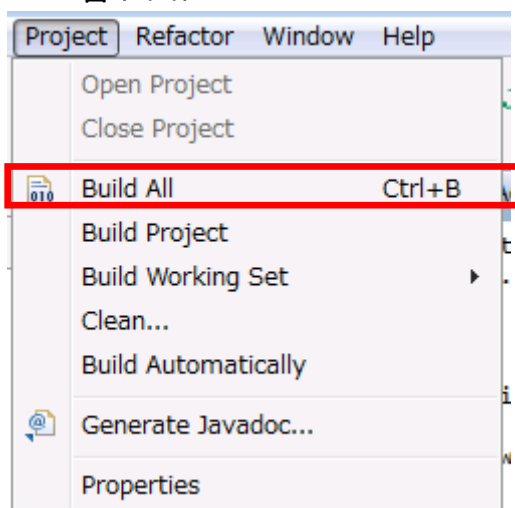 Project Refactor Window Help
Open Project
Close Project
Build All Ctrl+B
Build Project
Build Working Set
Clean...
Build Automatically
Generate Javadoc...
Properties